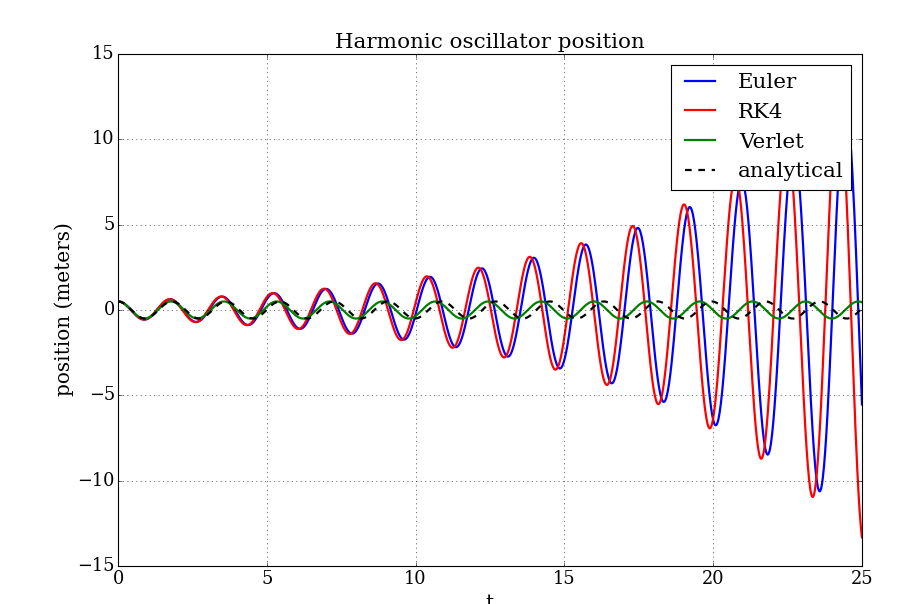 Harmonic oscillator position
15
10
5
0
−5
−10
−15
position (meters)
Euler
RK4
Verlet
analytical
0
5
10
15
20
25
t